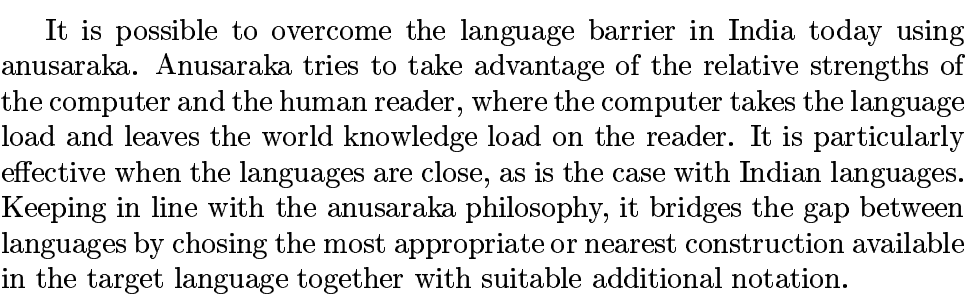 It is possible to overcome the language barrier in India today using
anusaraka. Anusaraka tries to take advantage of the relative strengths of
the computer and the human reader, where the computer takes the language
load and leaves the world knowledge load on the reader. It is particularly
effective when the languages are close, as is the case with Indian languages.
Keeping in line with the anusaraka philosophy, it bridges the gap between
languages by chosing the most appropriate or nearest construction available
in the target language together with suitable additional notation.